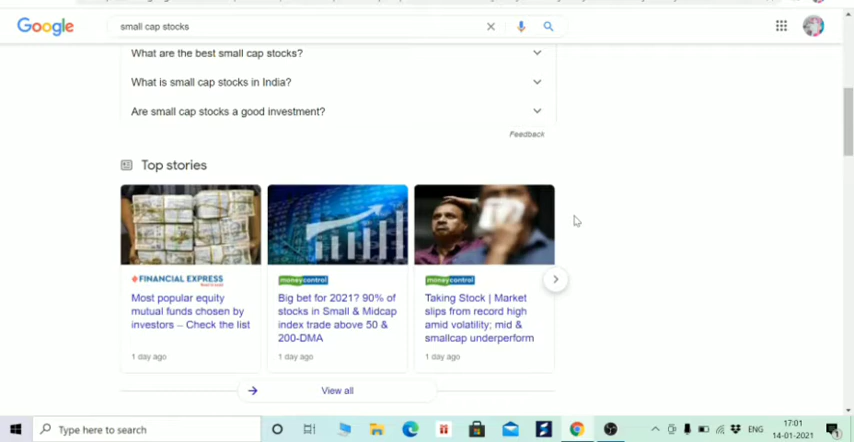 Google
small cap stocks
What are the best small cap stocks?
What is small cap stocks in India?
Are small cap stocks a good investment?
Feedback
Top stories
FINANCIAL EXPRESS
Most popular equity
mutual funds chosen by
investors – Check the list
1 day ago
moneycontrol
Big bet for 2021? 90% of
stocks in Small & Midcap
index trade above 50 &
200-DMA
1 day ago
moneycontrol
Taking Stock | Market
slips from record high
amid volatility; mid &
smallcap underperform
1 day ago
View all
Type here to search
ENG
17:01
14-01-2021